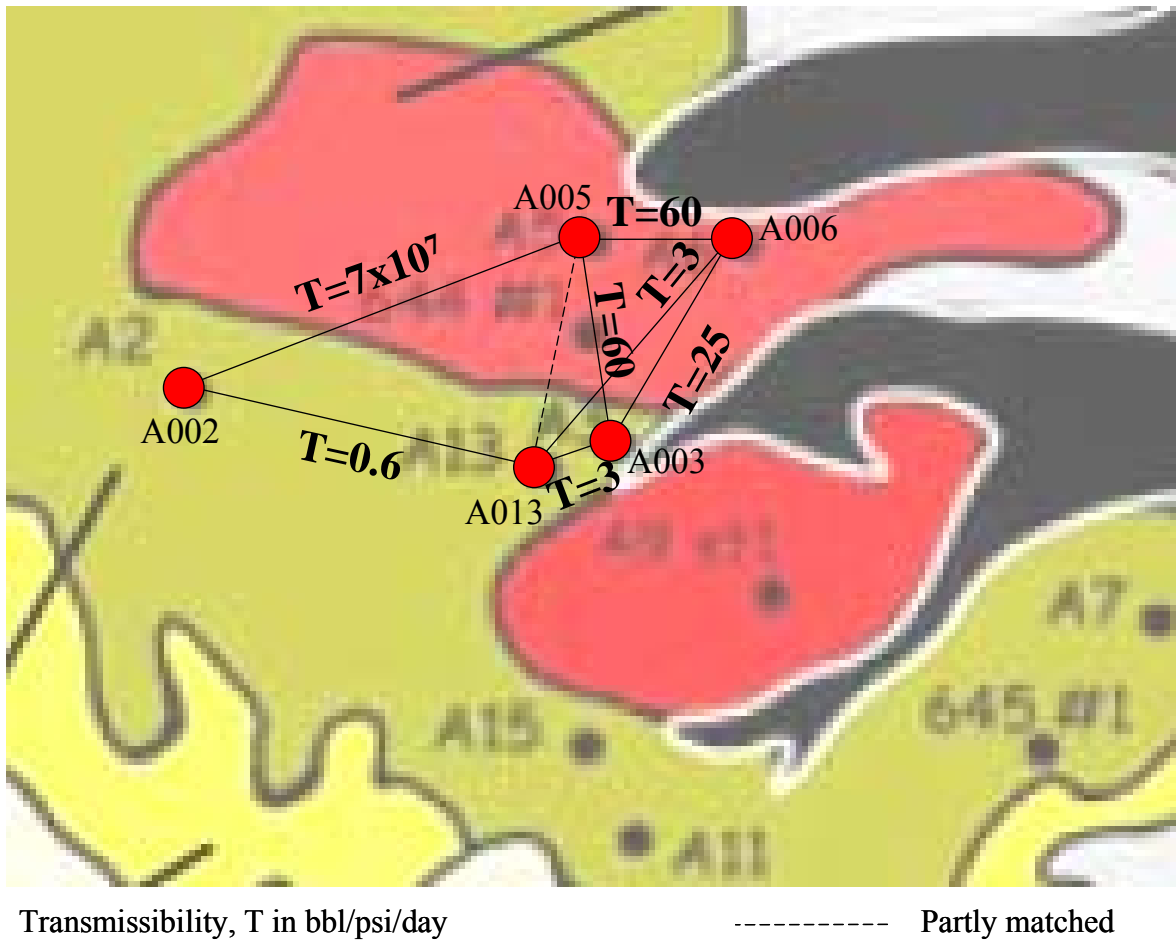 A005
T=60
A006
A5
T=3
T=7x10⁷
T=60
A2
T=25
A002
T=0.6
A13
A003
T=3
A013
A7
A15
645 #1
A11
Transmissibility, T in bbl/psi/day
Partly matched